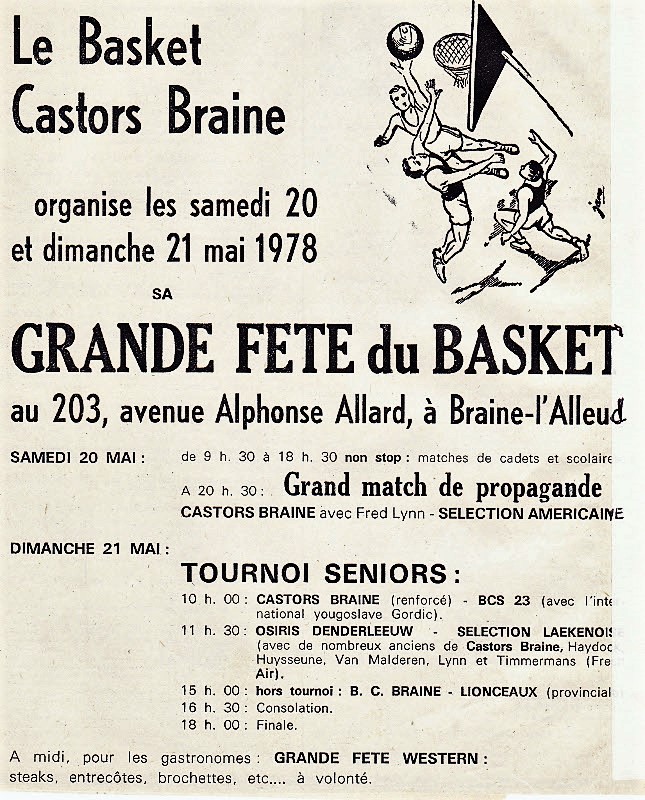 Le Basket
Castors Braine
organise les samedi 20
et dimanche 21 mai 1978
SA
GRANDE FETE du BASKET
au 203, avenue Alphonse Allard, à Braine-l'Alleud
SAMEDI 20 MAI : de 9 h. 30 à 18 h. 30 non stop : matches de cadets et scolaire
A 20 h. 30 : Grand match de propagande
CASTORS BRAINE avec Fred Lynn - SELECTION AMERICAINE
DIMANCHE 21 MAI :
TOURNOI SENIORS :
10 h. 00 : CASTORS BRAINE (renforcé) - BCS 23 (avec l'inte
national yougoslave Gordic).
11 h. 30 : OSIRIS DENDERLEEUW - SELECTION LAEKENOISE
(avec de nombreux anciens de Castors Braine, Haydock
Huysseune, Van Malderen, Lynn et Timmermans (Fres
Air).
15 h. 00 : hors tournoi : B. C. BRAINE - LIONCEAUX (provincial
16 h. 30 : Consolation.
18 h. 00 : Finale.
A midi, pour les gastronomes : GRANDE FETE WESTERN :
steaks, entrecôtes, brochettes, etc.... à volonté.